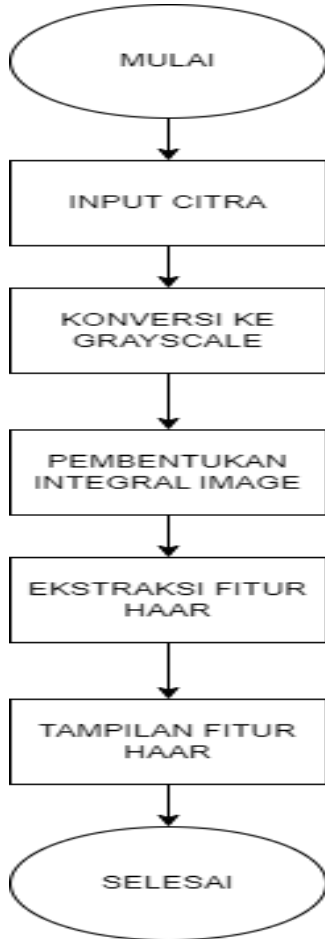 MULAI
INPUT CITRA
KONVERSI KE
GRAYSCALE
PEMBENTUKAN
INTEGRAL IMAGE
EKSTRAKSI FITUR
HAAR
TAMPILAN FITUR
HAAR
SELESAI